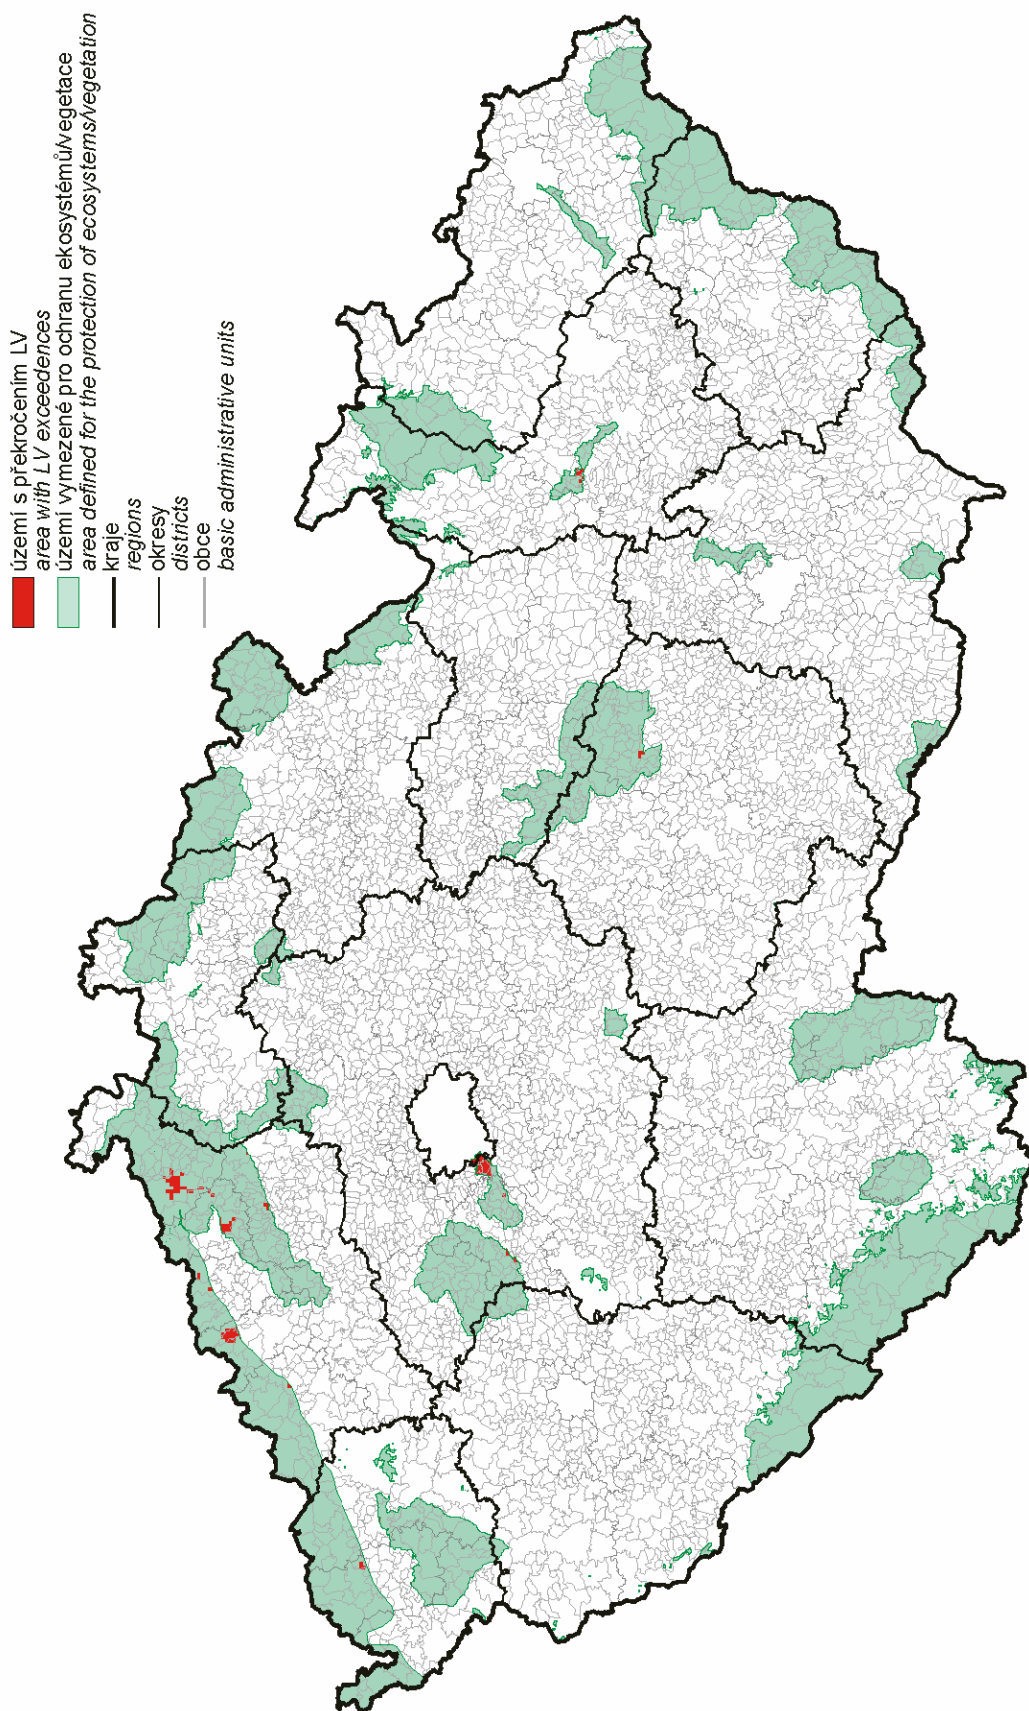 území s překročením LV
area with LV exceedences
území vymezené pro ochranu ekosystémů/vegetace
area defined for the protection of ecosystems/vegetation
kraje
regions
okresy
districts
obce
basic administrative units